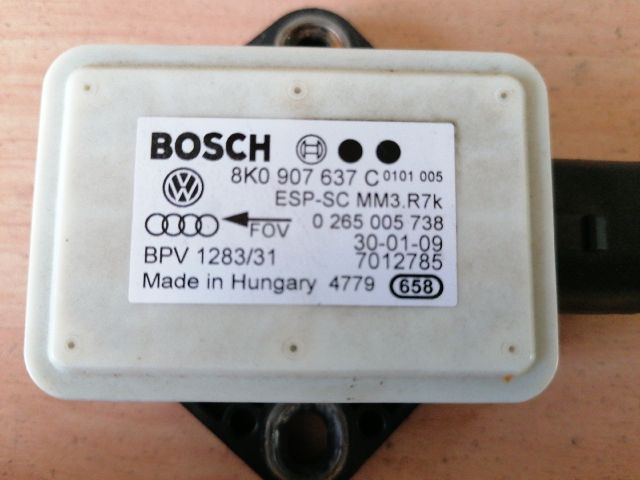 BOSCH
8K0 907 637 C 0101 005
ESP-SC MM3.R7k
FOV 0 265 005 738
30-01-09
BPV 1283/31 7012785
Made in Hungary 4779 658